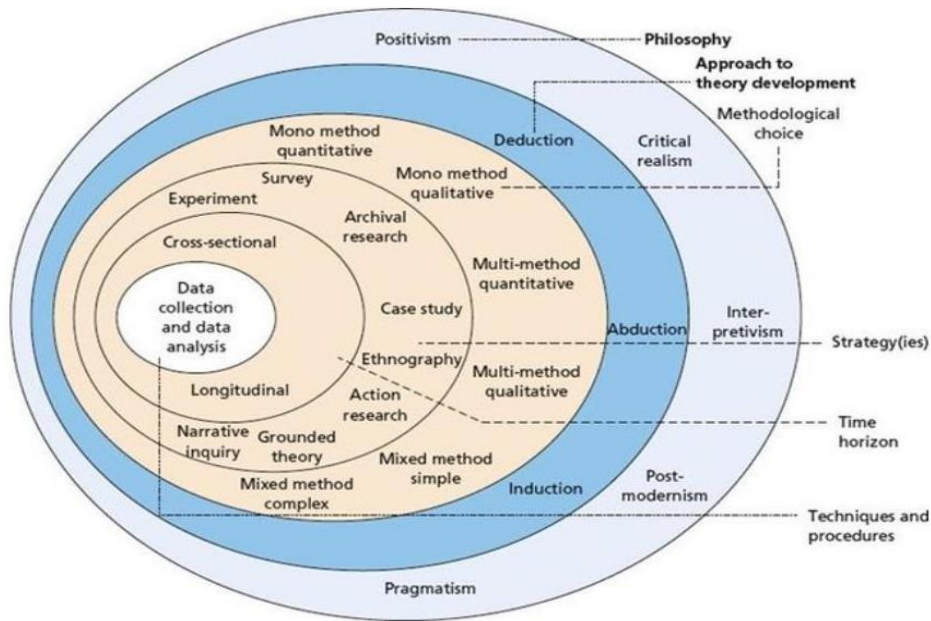 Positivism
Philosophy
Approach to
theory development
Methodological
choice
Mono method
quantitative
Deduction
Critical
realism
Mono method
qualitative
Survey
Experiment
Archival
research
Cross-sectional
Multi-method
quantitative
Data
collection
and data
analysis
Case study
Abduction
Inter-
pretivism
Strategy(ies)
Ethnography
Multi-method
qualitative
Longitudinal
Action
research
Time
horizon
Narrative
inquiry
Grounded
theory
Mixed method
simple
Mixed method
complex
Induction
Post-
modernism
Techniques and
procedures
Pragmatism